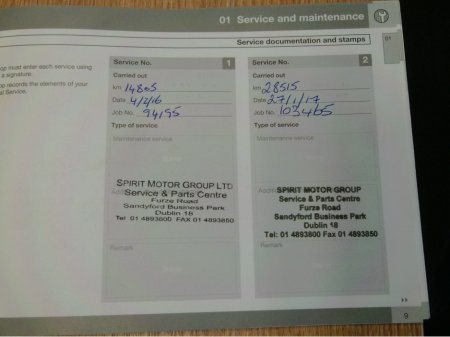 01 Service and maintenance
Service documentation and stamps
01
op must enter each service using
a signature.
op records the elements of your
al Service.
Service No. 1
Carried out
km 14805
Date 4/2/16
Job No. 94195
Type of service
Maintenance service
SPIRIT MOTOR GROUP LTD
Service & Parts Centre
Furze Road
Sandyford Business Park
Dublin 18
Tel 01 4893800 FAX 01 4893850
Remark
Service No. 2
Carried out
km 28515
Date 27/1/17
Job No. 103465
Type of service
Maintenance service
SPIRIT MOTOR GROUP
Service & Parts Centre
Furze Road
Sandyford Business Park
Dublin 18
Tel: 01 4893800 Fax 01 4893850
Remark
9